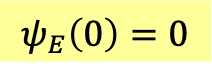 ψ_E(0) = 0